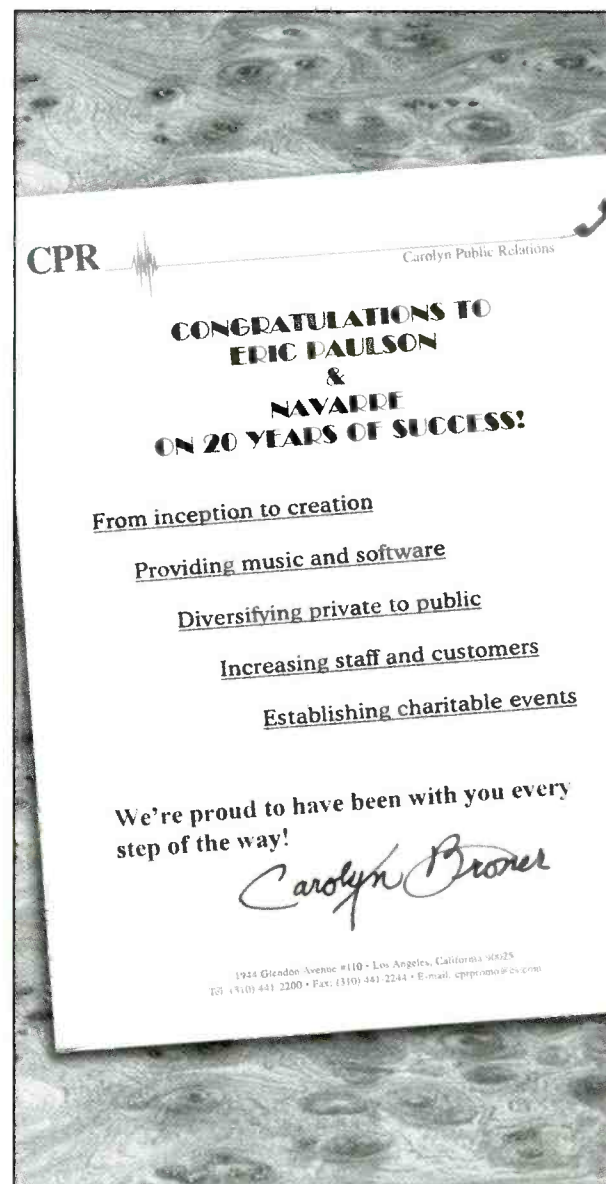 CPR
Carolyn Public Relations
CONGRATULATIONS TO
ERIC PAULSON
&
NAVARRE
ON 20 YEARS OF SUCCESS!
From inception to creation
Providing music and software
Diversifying private to public
Increasing staff and customers
Establishing charitable events
We're proud to have been with you every
step of the way!
Carolyn Broner
1944 Glendon Avenue #110 • Los Angeles, California 90025
Tel: (310) 441-2200 • Fax: (310) 441-2244 • E-mail: